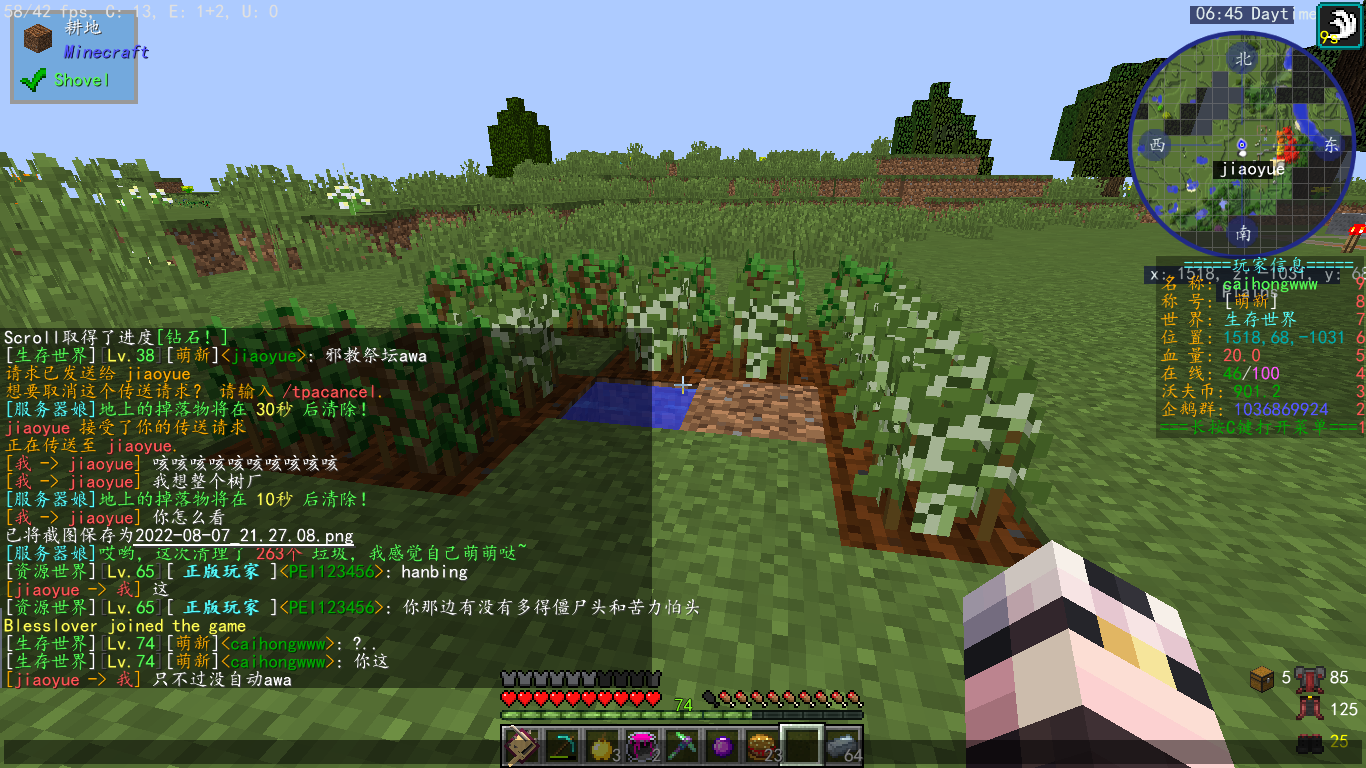 58/42 fps, C: 13, E: 1+2, U: 0
耕地
Minecraft
Shovel
06:45 Daytime
9s
北
西
东
jiaoyue
南
=====玩家信息=====
名 称: caihongwww
称 号: [萌新]
世 界: 生存世界
位 置: 1518,68,-1031
血 量: 20.0
在 线: 46/100
沃夫币: 901.2
企鹅群: 1036869924
===长按C键打开菜单===
Scroll取得了进度[钻石！]
[生存世界][Lv.38][萌新]<jiaoyue>: 邪教祭坛awa
请求已发送给 jiaoyue
想要取消这个传送请求？ 请输入 /tpacancel.
[服务器娘]地上的掉落物将在 30秒 后清除！
jiaoyue 接受了你的传送请求
正在传送至 jiaoyue.
[我 -> jiaoyue] 咳咳咳咳咳咳咳咳咳咳
[我 -> jiaoyue] 我想整个树厂
[服务器娘]地上的掉落物将在 10秒 后清除！
[我 -> jiaoyue] 你怎么看
已将截图保存为2022-08-07_21.27.08.png
[服务器娘]哎哟，这次清理了 263个 垃圾，我感觉自己萌萌哒~
[资源世界][Lv.65][ 正版玩家 ]<PEI123456>: hanbing
[jiaoyue -> 我] 这
[资源世界][Lv.65][ 正版玩家 ]<PEI123456>: 你那边有没有多得僵尸头和苦力怕头
Blesslover joined the game
[生存世界][Lv.74][萌新]<caihongwww>: ?..
[生存世界][Lv.74][萌新]<caihongwww>: 你这
[jiaoyue -> 我] 只不过没自动awa
74
5
85
125
25
3
2
23
64